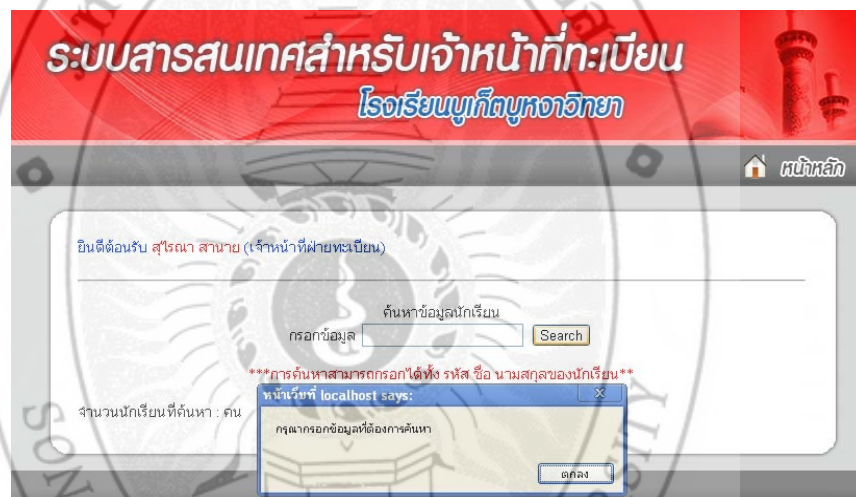 ระบบสารสนเทศสำหรับเจ้าหน้าที่ทะเบียน
โรงเรียนบูเก็ตบูหงาวิทยา
หน้าหลัก
ยินดีต้อนรับ สุไรณา สานาย (เจ้าหน้าที่ฝ่ายทะเบียน)
ค้นหาข้อมูลนักเรียน
กรอกข้อมูล Search
***การค้นหาสามารถกรอกได้ทั้ง รหัส ชื่อ นามสกุลของนักเรียน**
หน้าเว็บที่ localhost says:
จำนวนนักเรียนที่ค้นหา : คน
กรุณากรอกข้อมูลที่ต้องการค้นหา
ตกลง